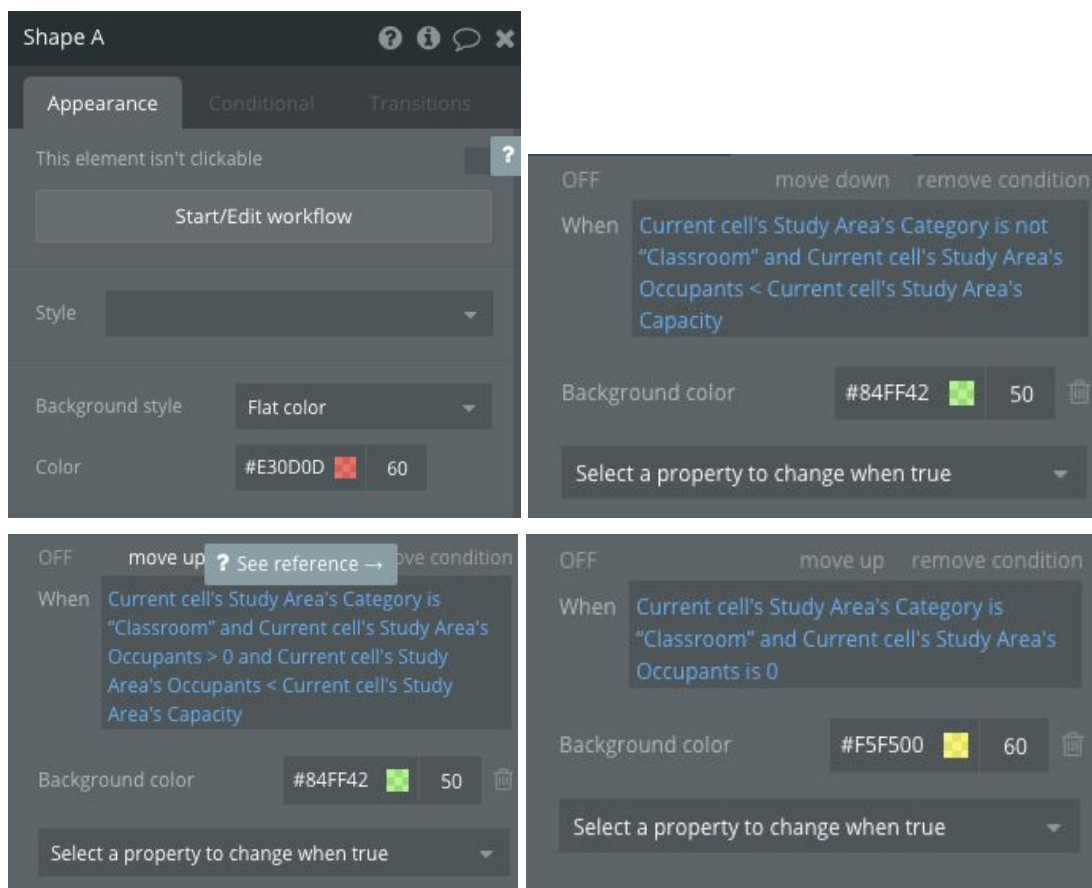 Shape A
Appearance Conditional Transitions
This element isn't clickable ?
Start/Edit workflow
Style
Background style Flat color
Color #E30D0D 60
OFF move down remove condition
When Current cell's Study Area's Category is not
“Classroom” and Current cell's Study Area's
Occupants < Current cell's Study Area's
Capacity
Background color #84FF42 50
Select a property to change when true
OFF move up ? See reference → ove condition
When Current cell's Study Area's Category is
“Classroom” and Current cell's Study Area's
Occupants > 0 and Current cell's Study
Area's Occupants < Current cell's Study
Area's Capacity
Background color #84FF42 50
Select a property to change when true
OFF move up remove condition
When Current cell's Study Area's Category is
“Classroom” and Current cell's Study Area's
Occupants is 0
Background color #F5F500 60
Select a property to change when true